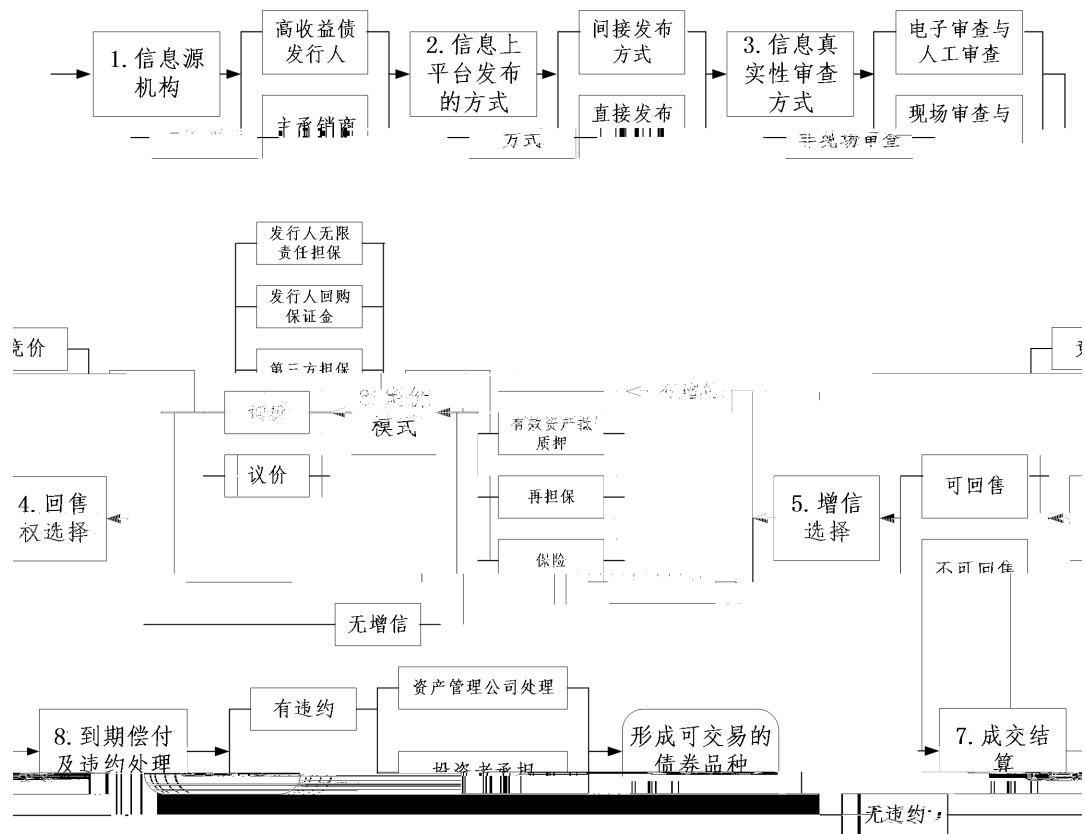 高收益债
发行人
1. 信息源
机构
主承销商
2. 信息上
平台发布
的方式
间接发布
方式
直接发布
方式
3. 信息真
实性审查
方式
电子审查与
人工审查
现场审查与
非现场审查
发行人无限
责任担保
发行人回购
保证金
第三方担保
竞价
模式
议价
有效资产抵
质押
再担保
保险
4. 回售
权选择
5. 增信
选择
可回售
不可回售
无增信
8. 到期偿付
及违约处理
有违约
资产管理公司处理
投资者承担
形成可交易的
债券品种
7. 成交结
算
无违约